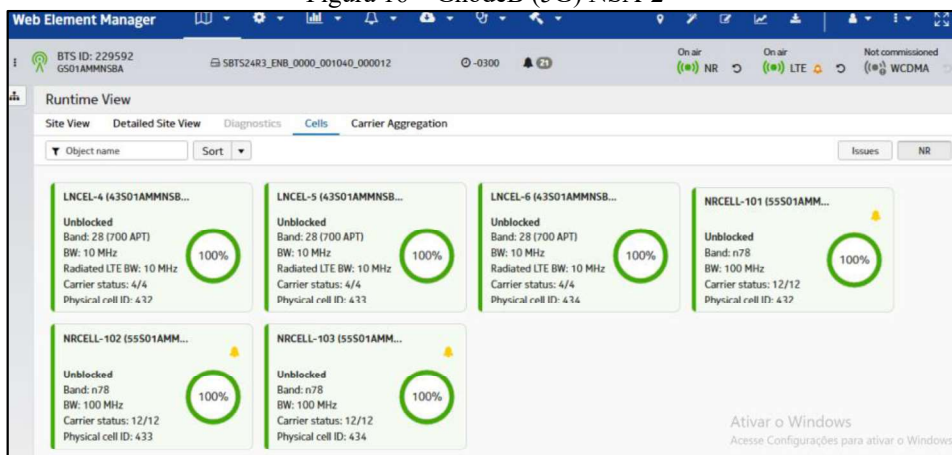 Figura 10 – GnodeB (5G) NSA-2
Web Element Manager
BTS ID: 229592
GS01AMMNSBA
SBTS24R3_ENB_0000_001040_000012
-0300
21
On air
NR
On air
LTE
Not commissioned
WCDMA
Runtime View
Site View Detailed Site View Diagnostics Cells Carrier Aggregation
Object name
Sort
Issues
NR
LNCEL-4 (43S01AMMNSB...
Unblocked
Band: 28 (700 APT)
BW: 10 MHz
Radiated LTE BW: 10 MHz
Carrier status: 4/4
Physical cell ID: 432
100%
LNCEL-5 (43S01AMMNSB...
Unblocked
Band: 28 (700 APT)
BW: 10 MHz
Radiated LTE BW: 10 MHz
Carrier status: 4/4
Physical cell ID: 433
100%
LNCEL-6 (43S01AMMNSB...
Unblocked
Band: 28 (700 APT)
BW: 10 MHz
Radiated LTE BW: 10 MHz
Carrier status: 4/4
Physical cell ID: 434
100%
NRCELL-101 (55S01AMM...
Unblocked
Band: n78
BW: 100 MHz
Carrier status: 12/12
Physical cell ID: 432
100%
NRCELL-102 (55S01AMM...
Unblocked
Band: n78
BW: 100 MHz
Carrier status: 12/12
Physical cell ID: 433
100%
NRCELL-103 (55S01AMM...
Unblocked
Band: n78
BW: 100 MHz
Carrier status: 12/12
Physical cell ID: 434
100%
Ativar o Windows
Acesse Configurações para ativar o Windows